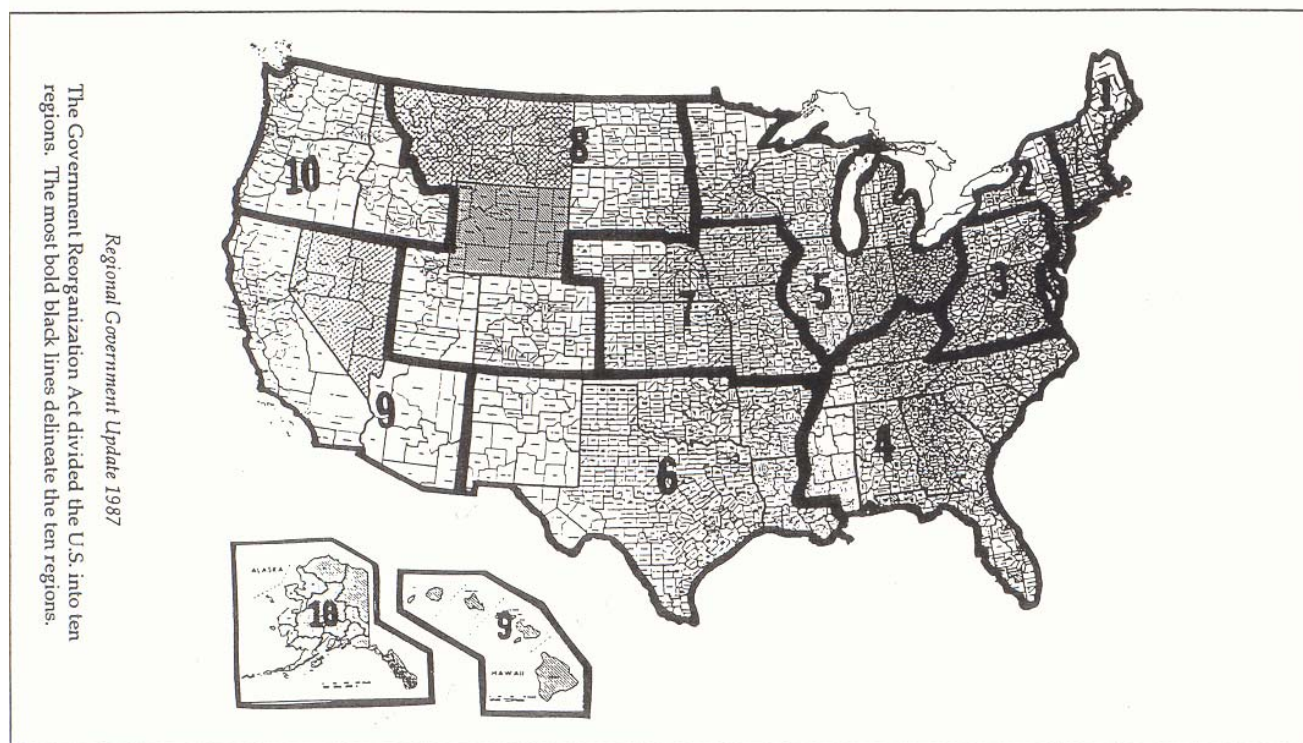 Regional Government Update 1987
The Government Reorganization Act divided the U.S. into ten
regions. The most bold black lines delineate the ten regions.
1
2
3
4
5
6
7
8
9
10
ALASKA
10
HAWAII
9